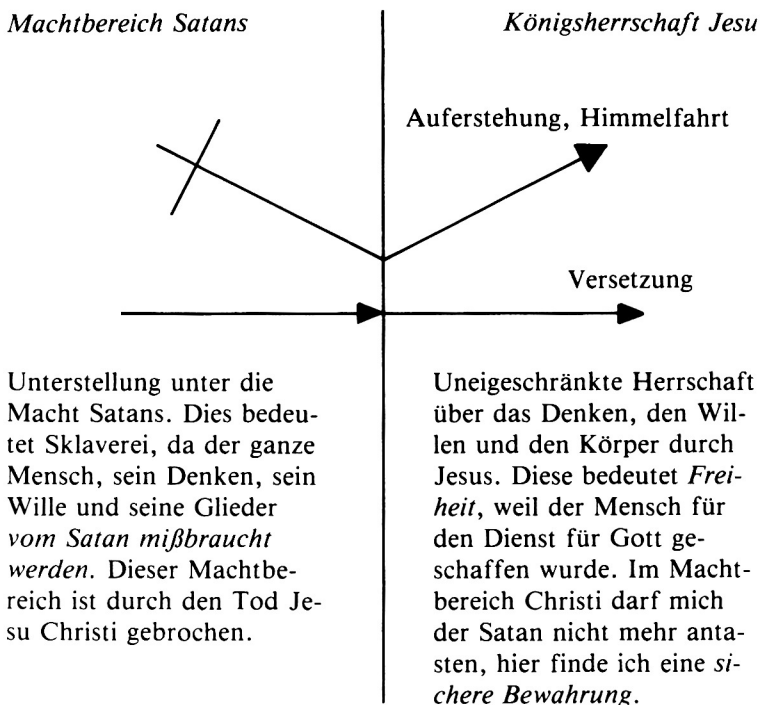 Machtbereich Satans
Königsherrschaft Jesu
Auferstehung, Himmelfahrt
Versetzung
Unterstellung unter die
Macht Satans. Dies bedeu-
tet Sklaverei, da der ganze
Mensch, sein Denken, sein
Wille und seine Glieder
vom Satan mißbraucht
werden. Dieser Machtbe-
reich ist durch den Tod Je-
su Christi gebrochen.
Uneigeschränkte Herrschaft
über das Denken, den Wil-
len und den Körper durch
Jesus. Diese bedeutet Frei-
heit, weil der Mensch für
den Dienst für Gott ge-
schaffen wurde. Im Macht-
bereich Christi darf mich
der Satan nicht mehr anta-
sten, hier finde ich eine si-
chere Bewahrung.